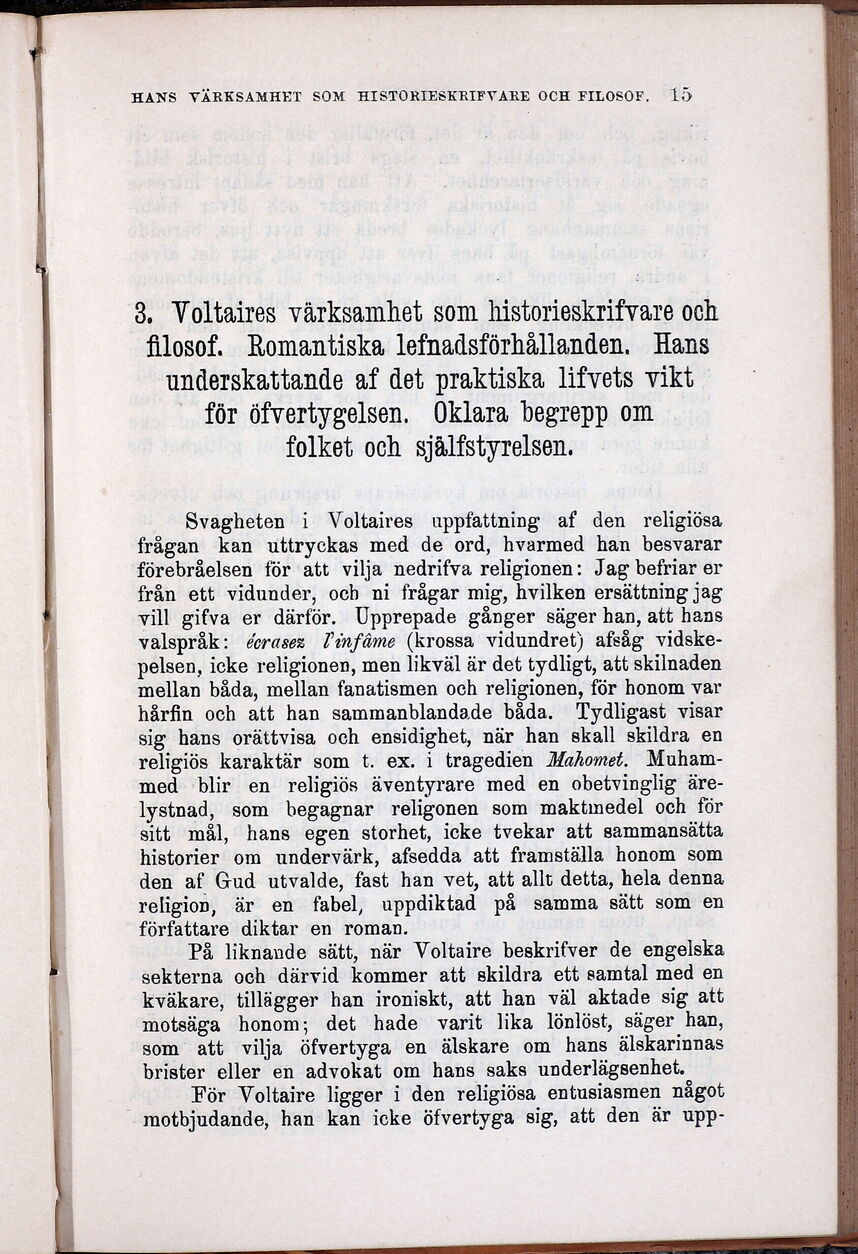 HANS VÄRKSAMHET SOM HISTORIESKRIFVARE OCH FILOSOF. 15
3. Voltaires värksamhet som historieskrifvare och
filosof. Romantiska lefnadsförhållanden. Hans
underskattande af det praktiska lifvets vikt
för öfvertygelsen. Oklara begrepp om
folket och själfstyrelsen.
Svagheten i Voltaires uppfattning af den religiösa
frågan kan uttryckas med de ord, hvarmed han besvarar
förebråelsen för att vilja nedrifva religionen: Jag befriar er
från ett vidunder, och ni frågar mig, hvilken ersättning jag
vill gifva er därför. Upprepade gånger säger han, att hans
valspråk: écrasez l'infâme (krossa vidundret) afsåg vidske-
pelsen, icke religionen, men likväl är det tydligt, att skilnaden
mellan båda, mellan fanatismen och religionen, för honom var
hårfin och att han sammanblandade båda. Tydligast visar
sig hans orättvisa och ensidighet, när han skall skildra en
religiös karaktär som t. ex. i tragedien Mahomet. Muham-
med blir en religiös äventyrare med en obetvinglig äre-
lystnad, som begagnar religonen som maktmedel och för
sitt mål, hans egen storhet, icke tvekar att sammansätta
historier om undervärk, afsedda att framställa honom som
den af Gud utvalde, fast han vet, att allt detta, hela denna
religion, är en fabel, uppdiktad på samma sätt som en
författare diktar en roman.
På liknande sätt, när Voltaire beskrifver de engelska
sekterna och därvid kommer att skildra ett samtal med en
kväkare, tillägger han ironiskt, att han väl aktade sig att
motsäga honom; det hade varit lika lönlöst, säger han,
som att vilja öfvertyga en älskare om hans älskarinnas
brister eller en advokat om hans saks underlägsenhet.
För Voltaire ligger i den religiösa entusiasmen något
motbjudande, han kan icke öfvertyga sig, att den är upp-